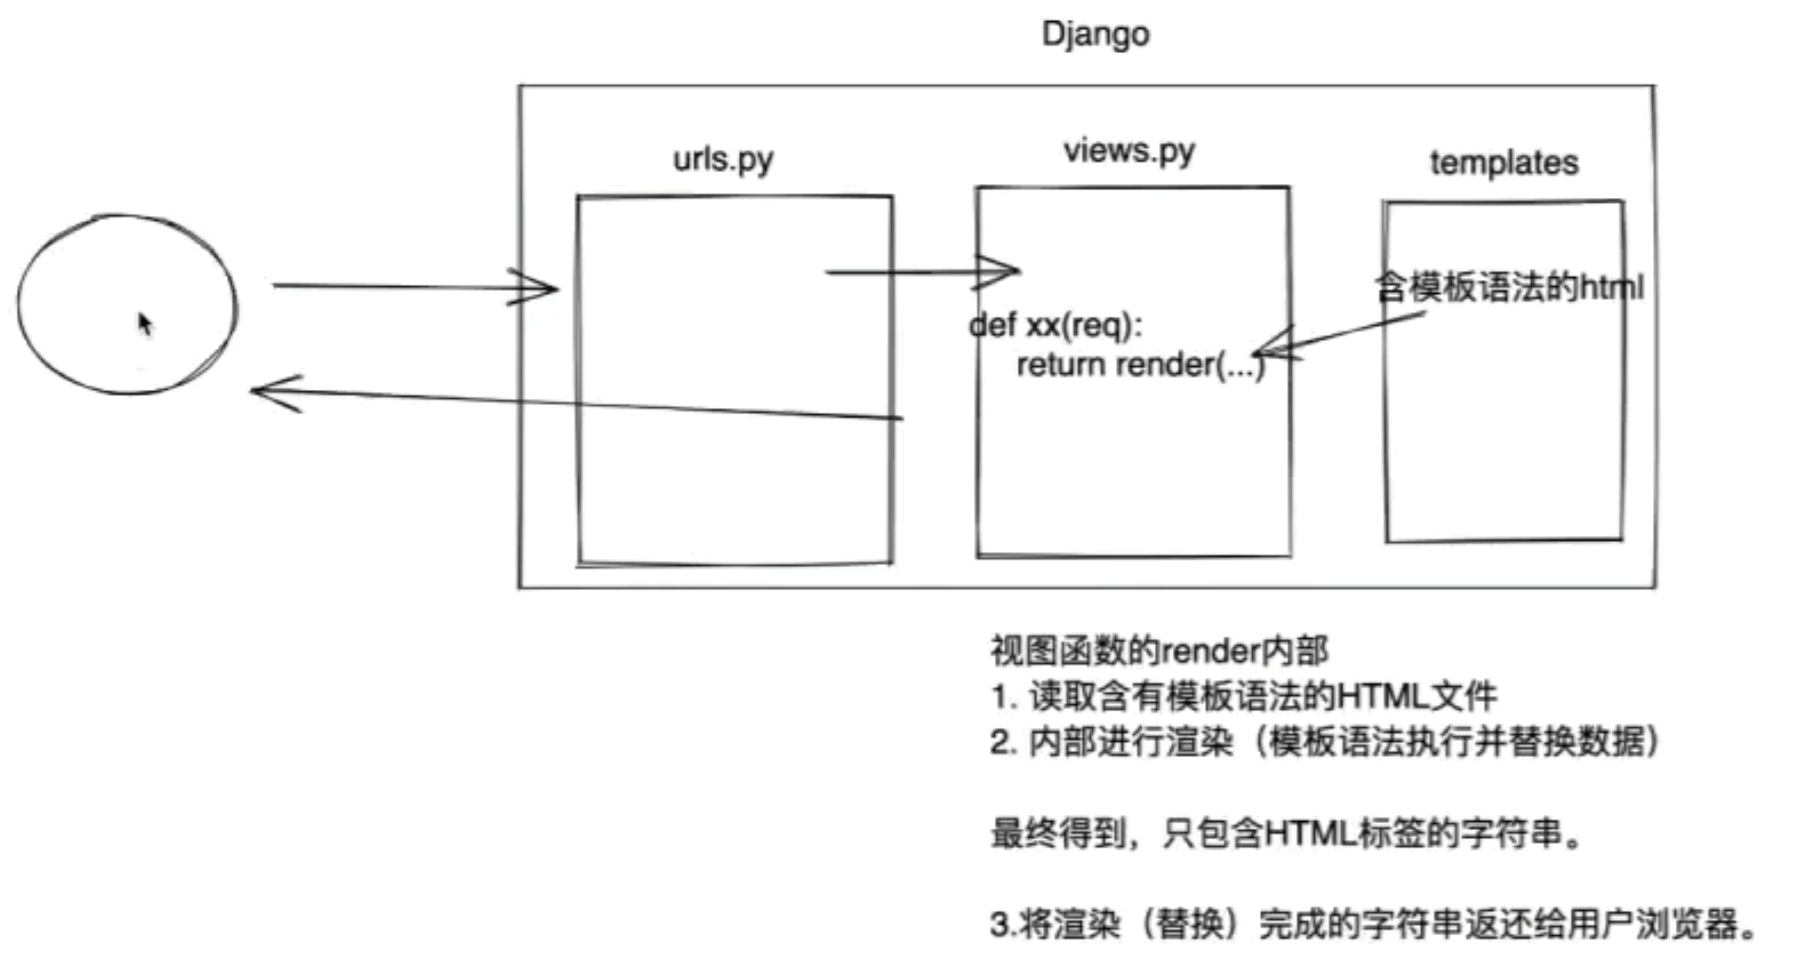 Django
urls.py
views.py
templates
含模板语法的html
def xx(req):
return render(...)
视图函数的render内部
1. 读取含有模板语法的HTML文件
2. 内部进行渲染（模板语法执行并替换数据）
最终得到，只包含HTML标签的字符串。
3.将渲染（替换）完成的字符串返还给用户浏览器。